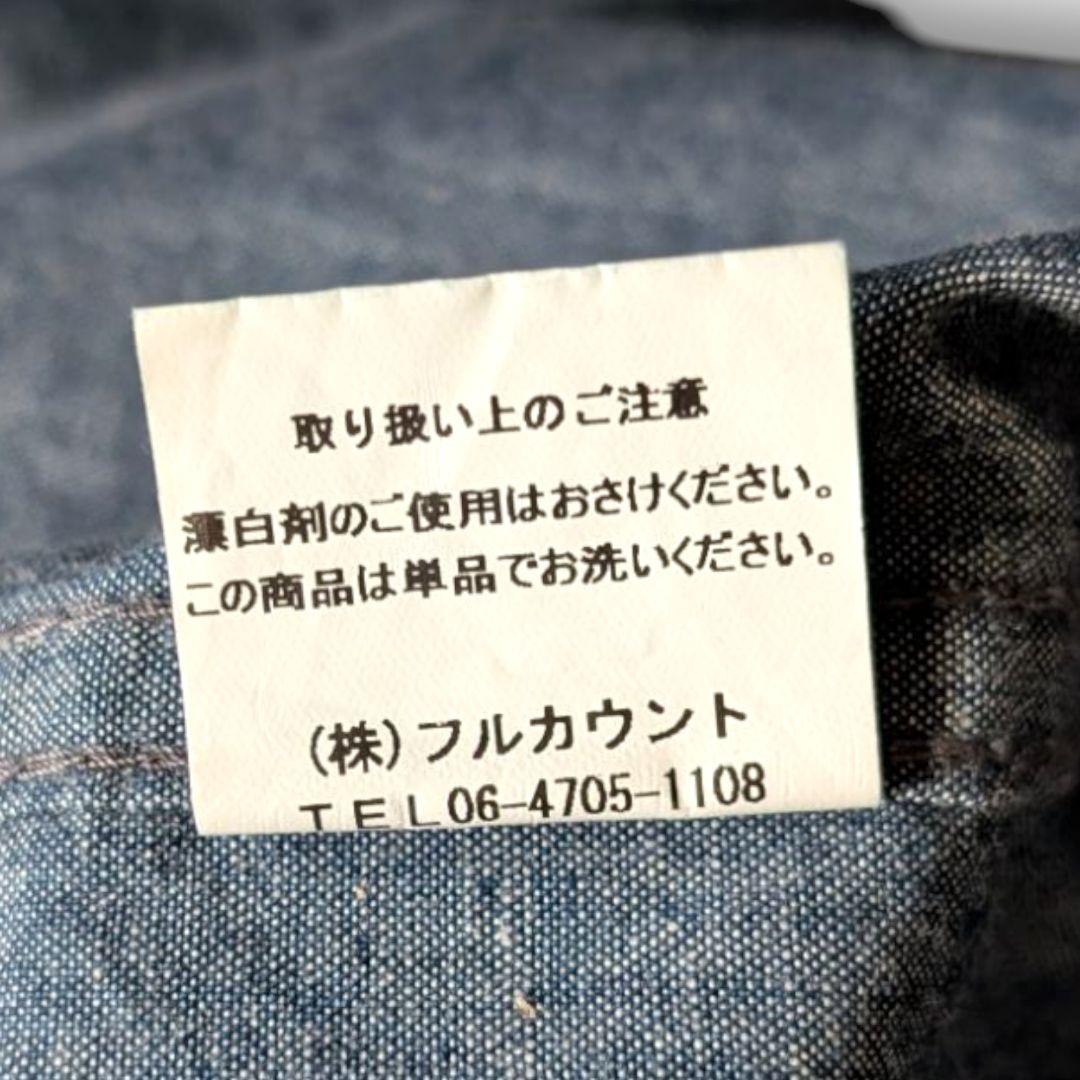 取り扱い上のご注意
漂白剤のご使用はおさけください。
この商品は単品でお洗いください。
(株)フルカウント
TEL06-4705-1108